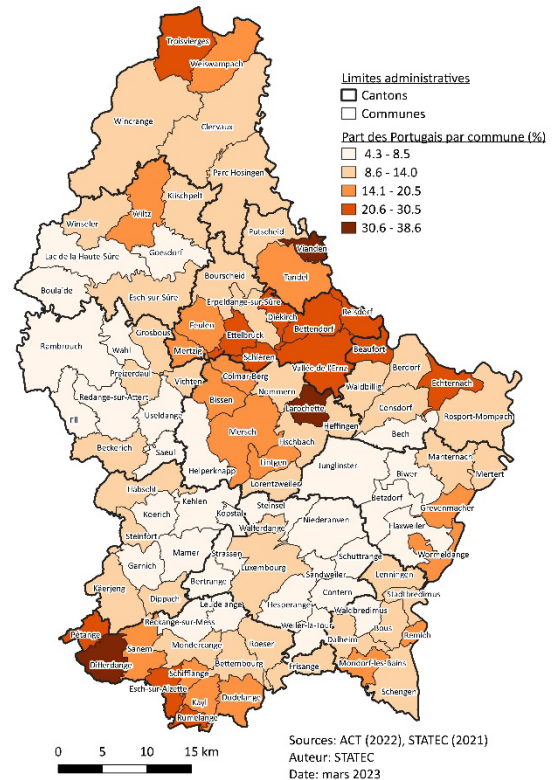 Troisvierges
Weiswampach
Wincrange
Clervaux
Limites administratives
Cantons
Communes
Part des Portugais par commune (%)
4.3 - 8.5
8.6 - 14.0
14.1 - 20.5
20.6 - 30.5
30.6 - 38.6
Parc Hosingen
Kiischpelt
Wiltz
Winseler
Putscheid
Vianden
Goesdorf
Lac de la Haute-Sûre
Tandel
Bourscheid
Boulaide
Esch-sur-Sûre
Erpeldange-sur-Sûre
Diekirch
Reisdorf
Bettendorf
Feulen
Ettelbruck
Grosbous
Rambrouch
Wahl
Mertzig
Schieren
Beaufort
Vallée de l'Ernz
Berdorf
Preizerdaul
Vichten
Colmar-Berg
Nommern
Waldbillig
Echternach
Redange-sur-Attert
Bissen
Larochette
Consdorf
Rosport-Mompach
Ell
Useldange
Mersch
Heffingen
Bech
Beckerich
Saeul
Fischbach
Helperknapp
Lintgen
Lorentzweiler
Junglinster
Manternach
Biwer
Mertert
Habscht
Kehlen
Steinsel
Betzdorf
Koerich
Kopstal
Niederanven
Grevenmacher
Walferdange
Flaxweiler
Steinfort
Mamer
Strassen
Schuttrange
Wormeldange
Garnich
Luxembourg
Sandweiler
Lenningen
Bertrange
Contern
Stadtbredimus
Käerjeng
Dippach
Leudelange
Hesperange
Waldbredimus
Reckange-sur-Mess
Weiler-la-Tour
Bous
Pétange
Dalheim
Remich
Sanem
Mondercange
Roeser
Differdange
Bettembourg
Frisange
Mondorf-les-Bains
Schifflange
Schengen
Esch-sur-Alzette
Kayl
Dudelange
Rumelange
0 5 10 15 km
Sources: ACT (2022), STATEC (2021)
Auteur: STATEC
Date: mars 2023